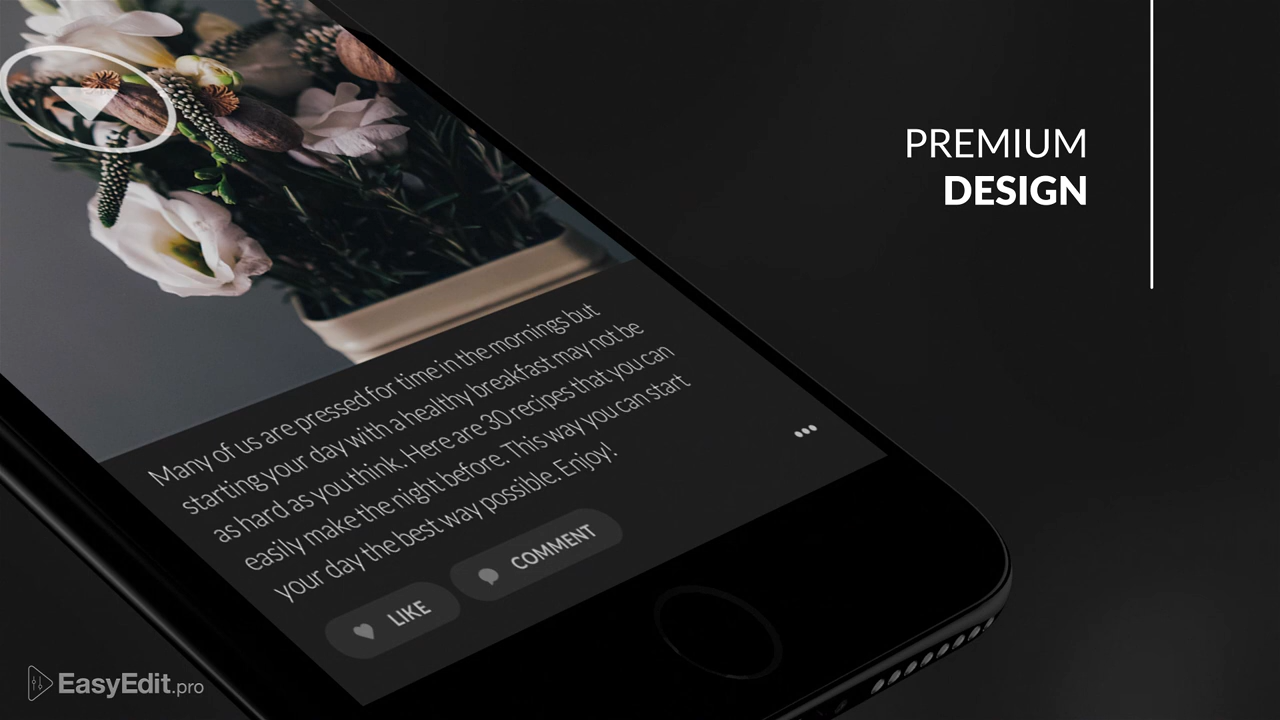 PREMIUM
DESIGN
Many of us are pressed for time in the mornings but
starting your day with a healthy breakfast may not be
as hard as you think. Here are 30 recipes that you can
easily make the night before. This way you can start
your day the best way possible. Enjoy!
LIKE
COMMENT
EasyEdit.pro